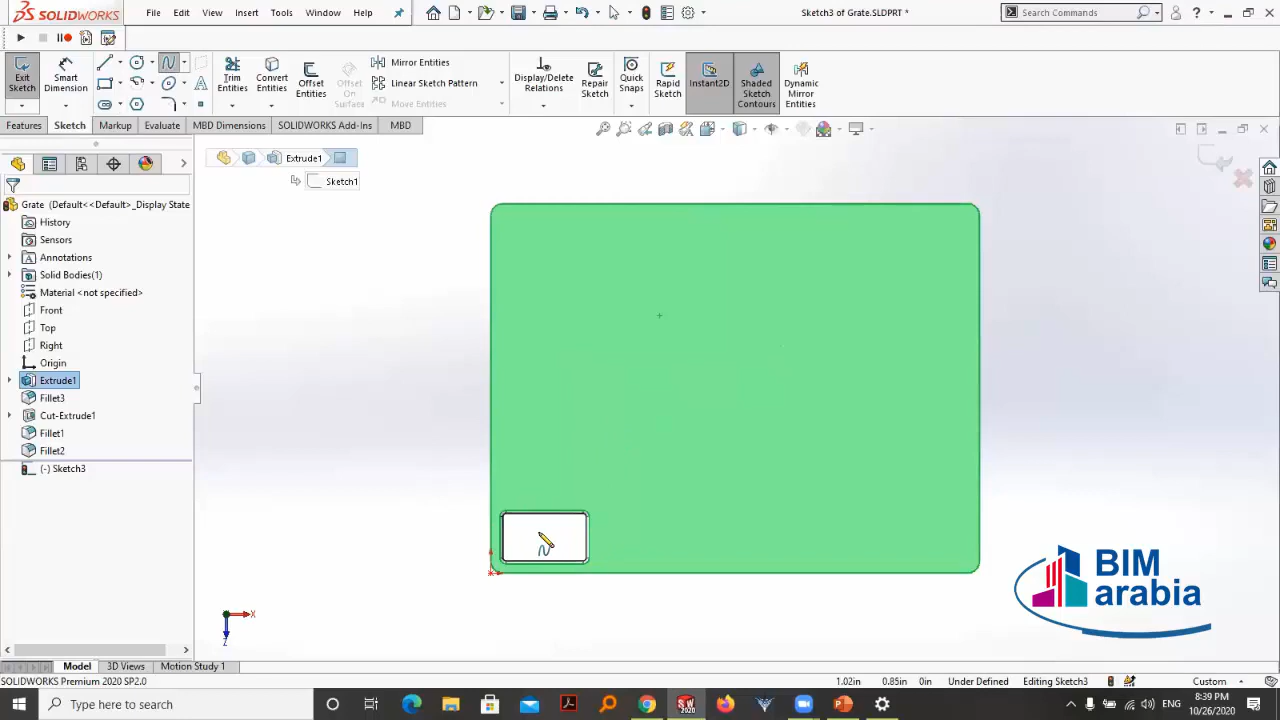 SOLIDWORKS
File
Edit
View
Insert
Tools
Window
Help
Sketch3 of Grate.SLDPRT *
Search Commands
Exit Sketch
Smart Dimension
Trim Entities
Convert Entities
Offset Entities
Offset On Surface
Mirror Entities
Linear Sketch Pattern
Move Entities
Display/Delete Relations
Repair Sketch
Quick Snaps
Rapid Sketch
Instant2D
Shaded Sketch Contours
Dynamic Mirror Entities
Features
Sketch
Markup
Evaluate
MBD Dimensions
SOLIDWORKS Add-Ins
MBD
Extrude1
Sketch1
Grate (Default<<Default>_Display State
History
Sensors
Annotations
Solid Bodies(1)
Material <not specified>
Front
Top
Right
Origin
Extrude1
Fillet3
Cut-Extrude1
Fillet1
Fillet2
(-) Sketch3
X
Z
BIM
arabia
Model
3D Views
Motion Study 1
SOLIDWORKS Premium 2020 SP2.0
1.02in
0.85in
0in
Under Defined
Editing Sketch3
Custom
Type here to search
ENG
8:39 PM
10/26/2020